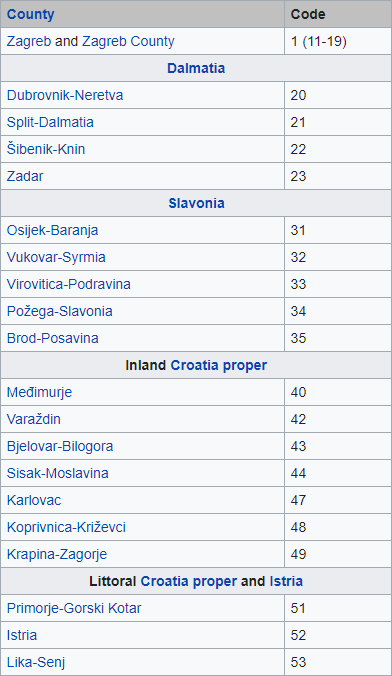 County Code
Zagreb and Zagreb County 1 (11-19)
Dalmatia
Dubrovnik-Neretva 20
Split-Dalmatia 21
Šibenik-Knin 22
Zadar 23
Slavonia
Osijek-Baranja 31
Vukovar-Syrmia 32
Virovitica-Podravina 33
Požega-Slavonia 34
Brod-Posavina 35
Inland Croatia proper
Međimurje 40
Varaždin 42
Bjelovar-Bilogora 43
Sisak-Moslavina 44
Karlovac 47
Koprivnica-Križevci 48
Krapina-Zagorje 49
Littoral Croatia proper and Istria
Primorje-Gorski Kotar 51
Istria 52
Lika-Senj 53